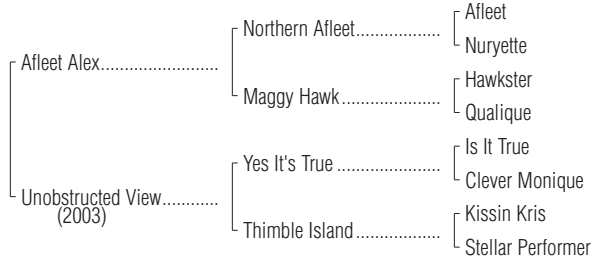 Afleet
Northern Afleet....................
Nuryette
Afleet Alex............................
Hawkster
Maggy Hawk.......................
Qualique
Is It True
Yes It's True .......................
Clever Monique
Unobstructed View.............
(2003)
Kissin Kris
Thimble Island....................
Stellar Performer